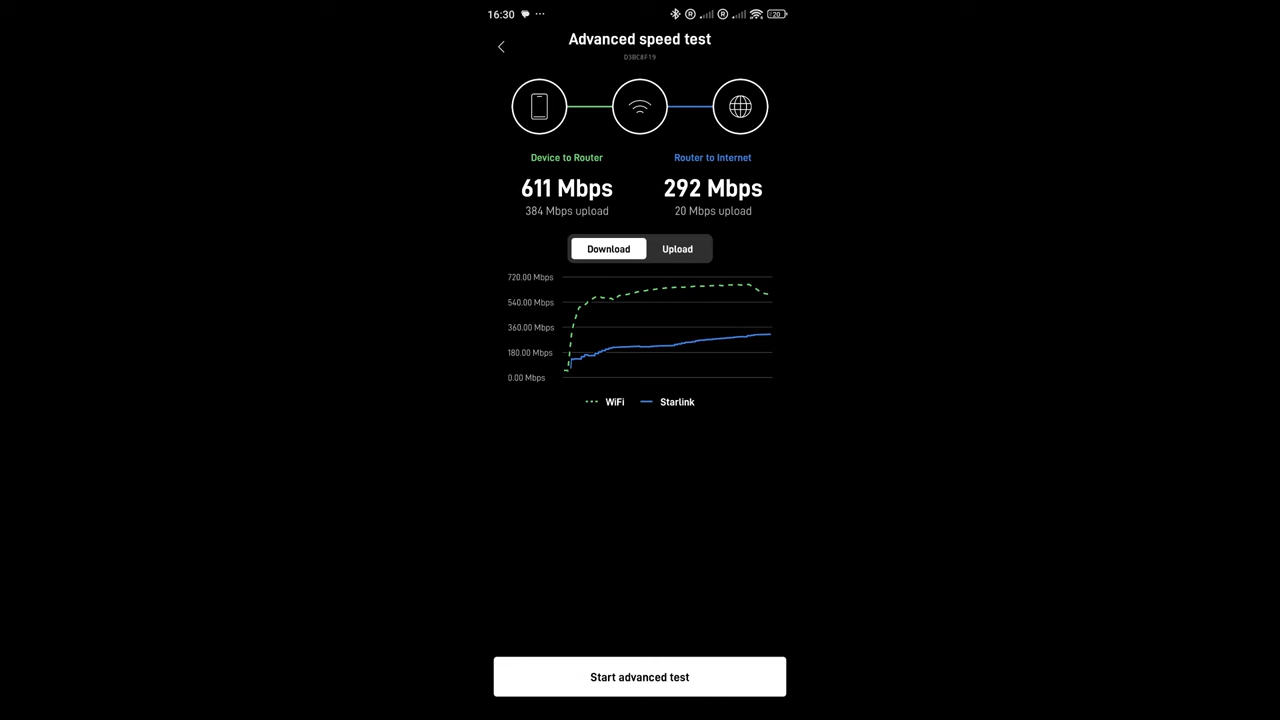 16:30 ... R R 20
Advanced speed test
D3BC8F19
Device to Router Router to Internet
611 Mbps 292 Mbps
384 Mbps upload 20 Mbps upload
Download Upload
720.00 Mbps
540.00 Mbps
360.00 Mbps
180.00 Mbps
0.00 Mbps
WiFi Starlink
Start advanced test